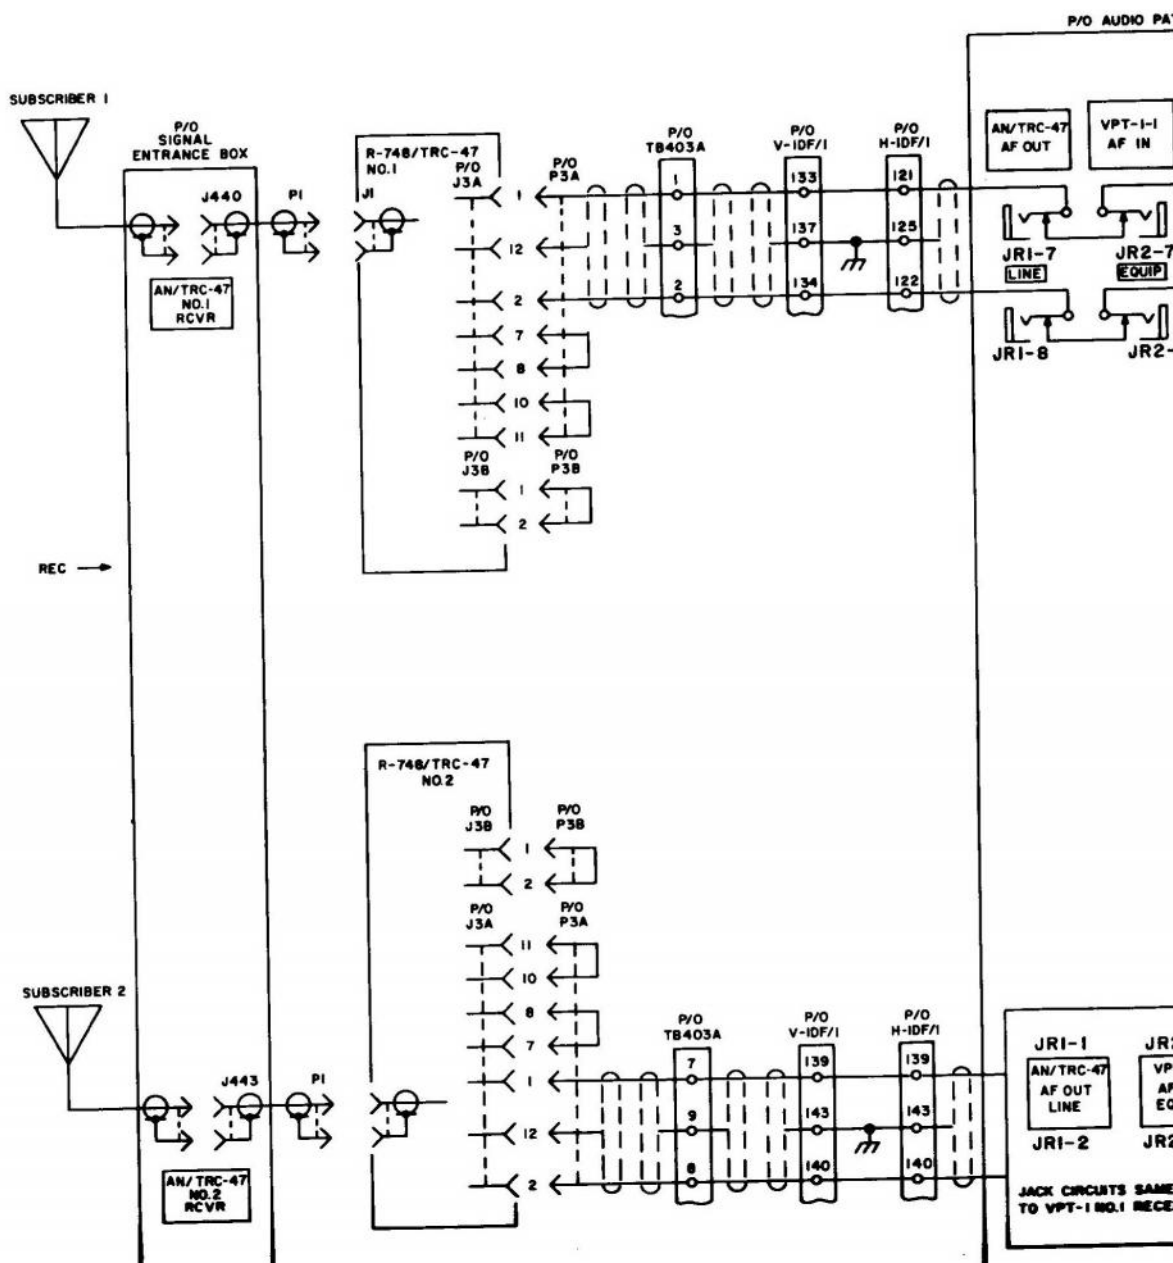 P/O AUDIO PAT
SUBSCRIBER 1
P/O
SIGNAL
ENTRANCE BOX
J440
P1
AN/TRC-47
NO.1
RCVR
R-748/TRC-47
NO.1
J1
P/O
J3A
P/O
P3A
1
12
2
7
8
10
11
P/O
J3B
P/O
P3B
1
2
P/O
TB403A
1
3
2
P/O
V-IDF/1
133
137
134
P/O
H-IDF/1
121
125
122
AN/TRC-47
AF OUT
VPT-1-1
AF IN
JR1-7
LINE
JR2-7
EQUIP
JR1-8
JR2-
REC
R-748/TRC-47
NO.2
P/O
J3B
P/O
P3B
1
2
P/O
J3A
P/O
P3A
11
10
8
7
1
12
2
SUBSCRIBER 2
J443
P1
AN/TRC-47
NO.2
RCVR
P/O
TB403A
7
9
8
P/O
V-IDF/1
139
143
140
P/O
H-IDF/1
139
143
140
JR1-1
AN/TRC-47
AF OUT
LINE
JR1-2
JR2
VP
AF
EQ
JR2
JACK CIRCUITS SAME
TO VPT-1 NO.1 RECE